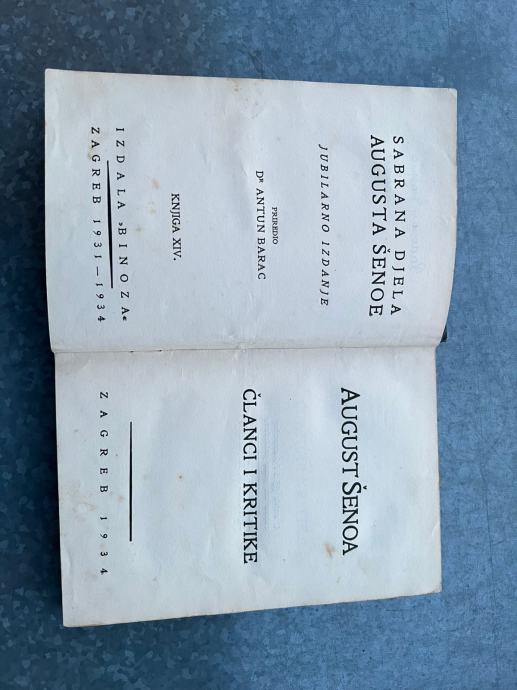 SABRANA DJELA
AUGUSTA ŠENOE
JUBILARNO IZDANJE
PRIREDIO
DR ANTUN BARAC
KNJIGA XIV.
IZDALA »BINOZA«
ZAGREB 1931—1934
AUGUST ŠENOA
ČLANCI I KRITIKE
ZAGREB 1934